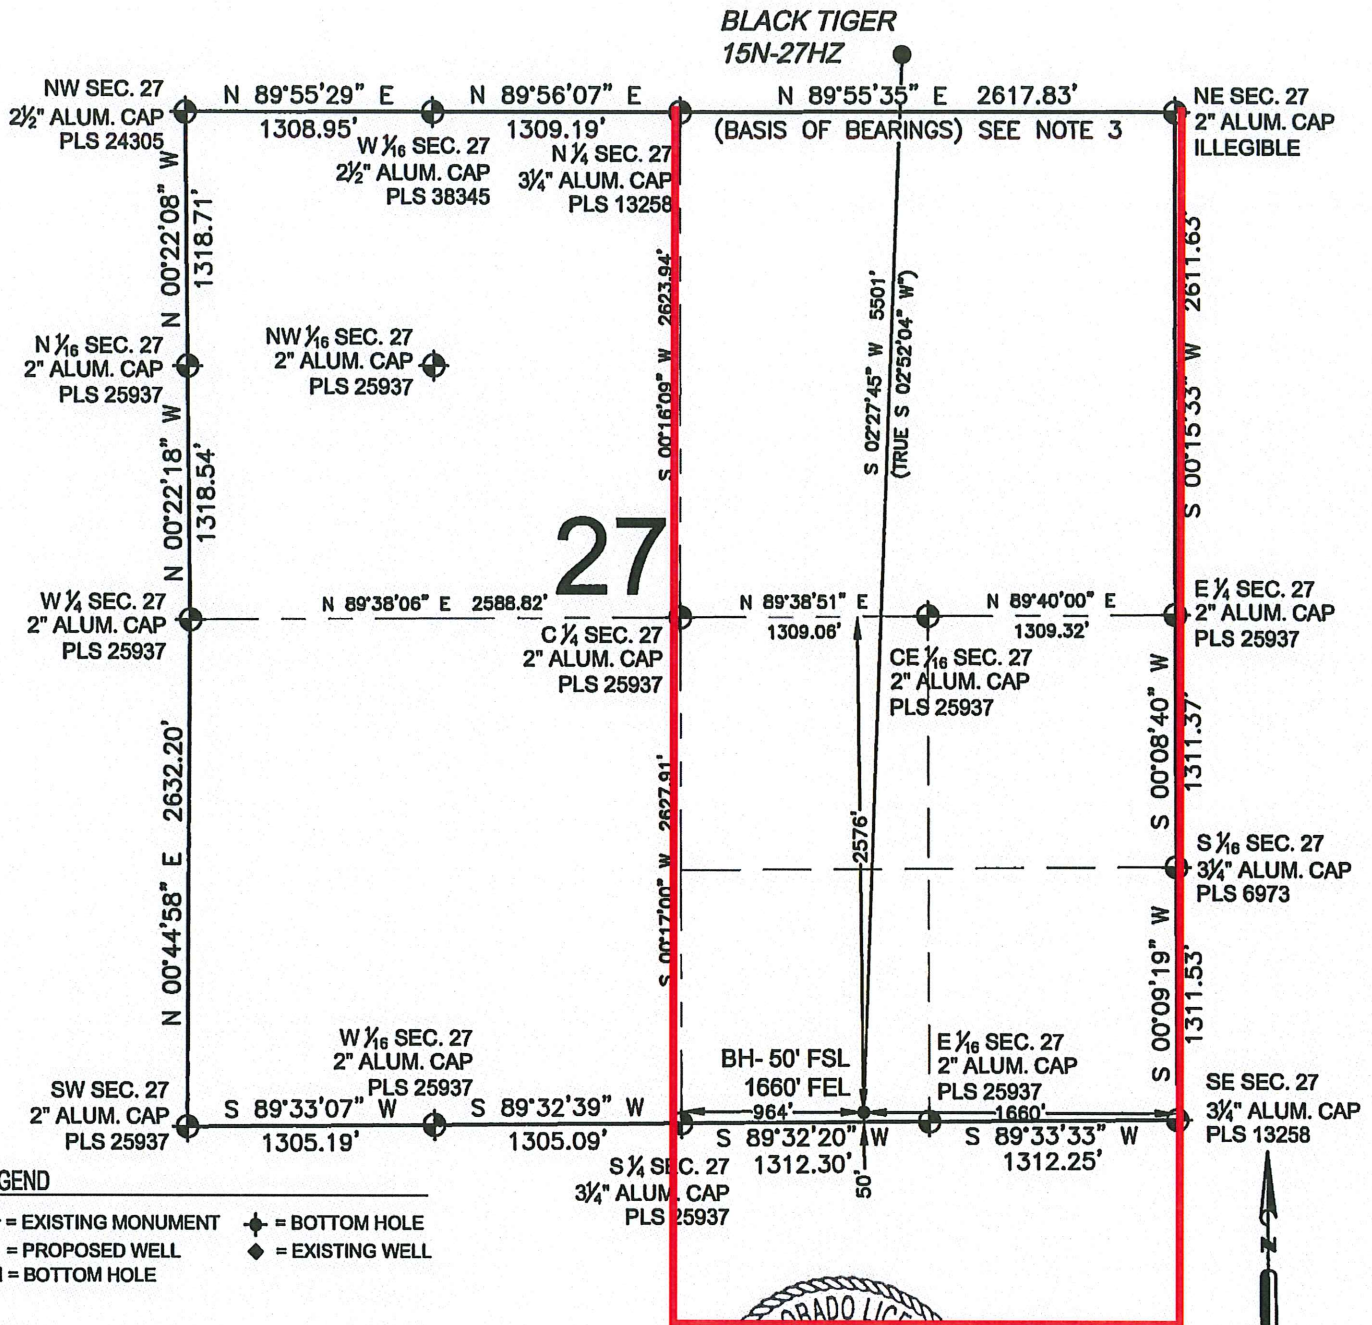 BLACK TIGER
15N-27HZ
NW SEC. 27
2½" ALUM. CAP
PLS 24305
N 89°55'29" E
1308.95'
W 1/16 SEC. 27
2½" ALUM. CAP
PLS 38345
N 89°56'07" E
1309.19'
N ¼ SEC. 27
3¼" ALUM. CAP
PLS 13258
N 89°55'35" E 2617.83'
(BASIS OF BEARINGS) SEE NOTE 3
NE SEC. 27
2" ALUM. CAP
ILLEGIBLE
N 00°22'08" W
1318.71'
S 00°16'09" W 2623.94'
S 02°27'45" W 5501'
(TRUE S 02°52'04" W)
S 00°15'33" W 2611.63'
N 1/16 SEC. 27
2" ALUM. CAP
PLS 25937
NW 1/16 SEC. 27
2" ALUM. CAP
PLS 25937
N 00°22'18" W
1318.54'
27
W ¼ SEC. 27
2" ALUM. CAP
PLS 25937
N 89°38'06" E 2588.82'
C ¼ SEC. 27
2" ALUM. CAP
PLS 25937
N 89°38'51" E
1309.06'
N 89°40'00" E
1309.32'
CE 1/16 SEC. 27
2" ALUM. CAP
PLS 25937
E ¼ SEC. 27
2" ALUM. CAP
PLS 25937
N 00°44'58" E 2632.20'
S 00°17'00" W 2627.91'
2576'
S 00°08'40" W
1311.37'
S 1/16 SEC. 27
3¼" ALUM. CAP
PLS 6973
S 00°09'19" W
1311.53'
W 1/16 SEC. 27
2" ALUM. CAP
PLS 25937
BH- 50' FSL
1660' FEL
E 1/16 SEC. 27
2" ALUM. CAP
PLS 25937
SW SEC. 27
2" ALUM. CAP
PLS 25937
S 89°33'07" W
1305.19'
S 89°32'39" W
1305.09'
964'
1660'
S 89°32'20" W
1312.30'
S 89°33'33" W
1312.25'
SE SEC. 27
3¼" ALUM. CAP
PLS 13258
S ¼ SEC. 27
3¼" ALUM. CAP
PLS 25937
50'
GEND
= EXISTING MONUMENT
= BOTTOM HOLE
= PROPOSED WELL
= EXISTING WELL
= BOTTOM HOLE
ORADO LICE
N